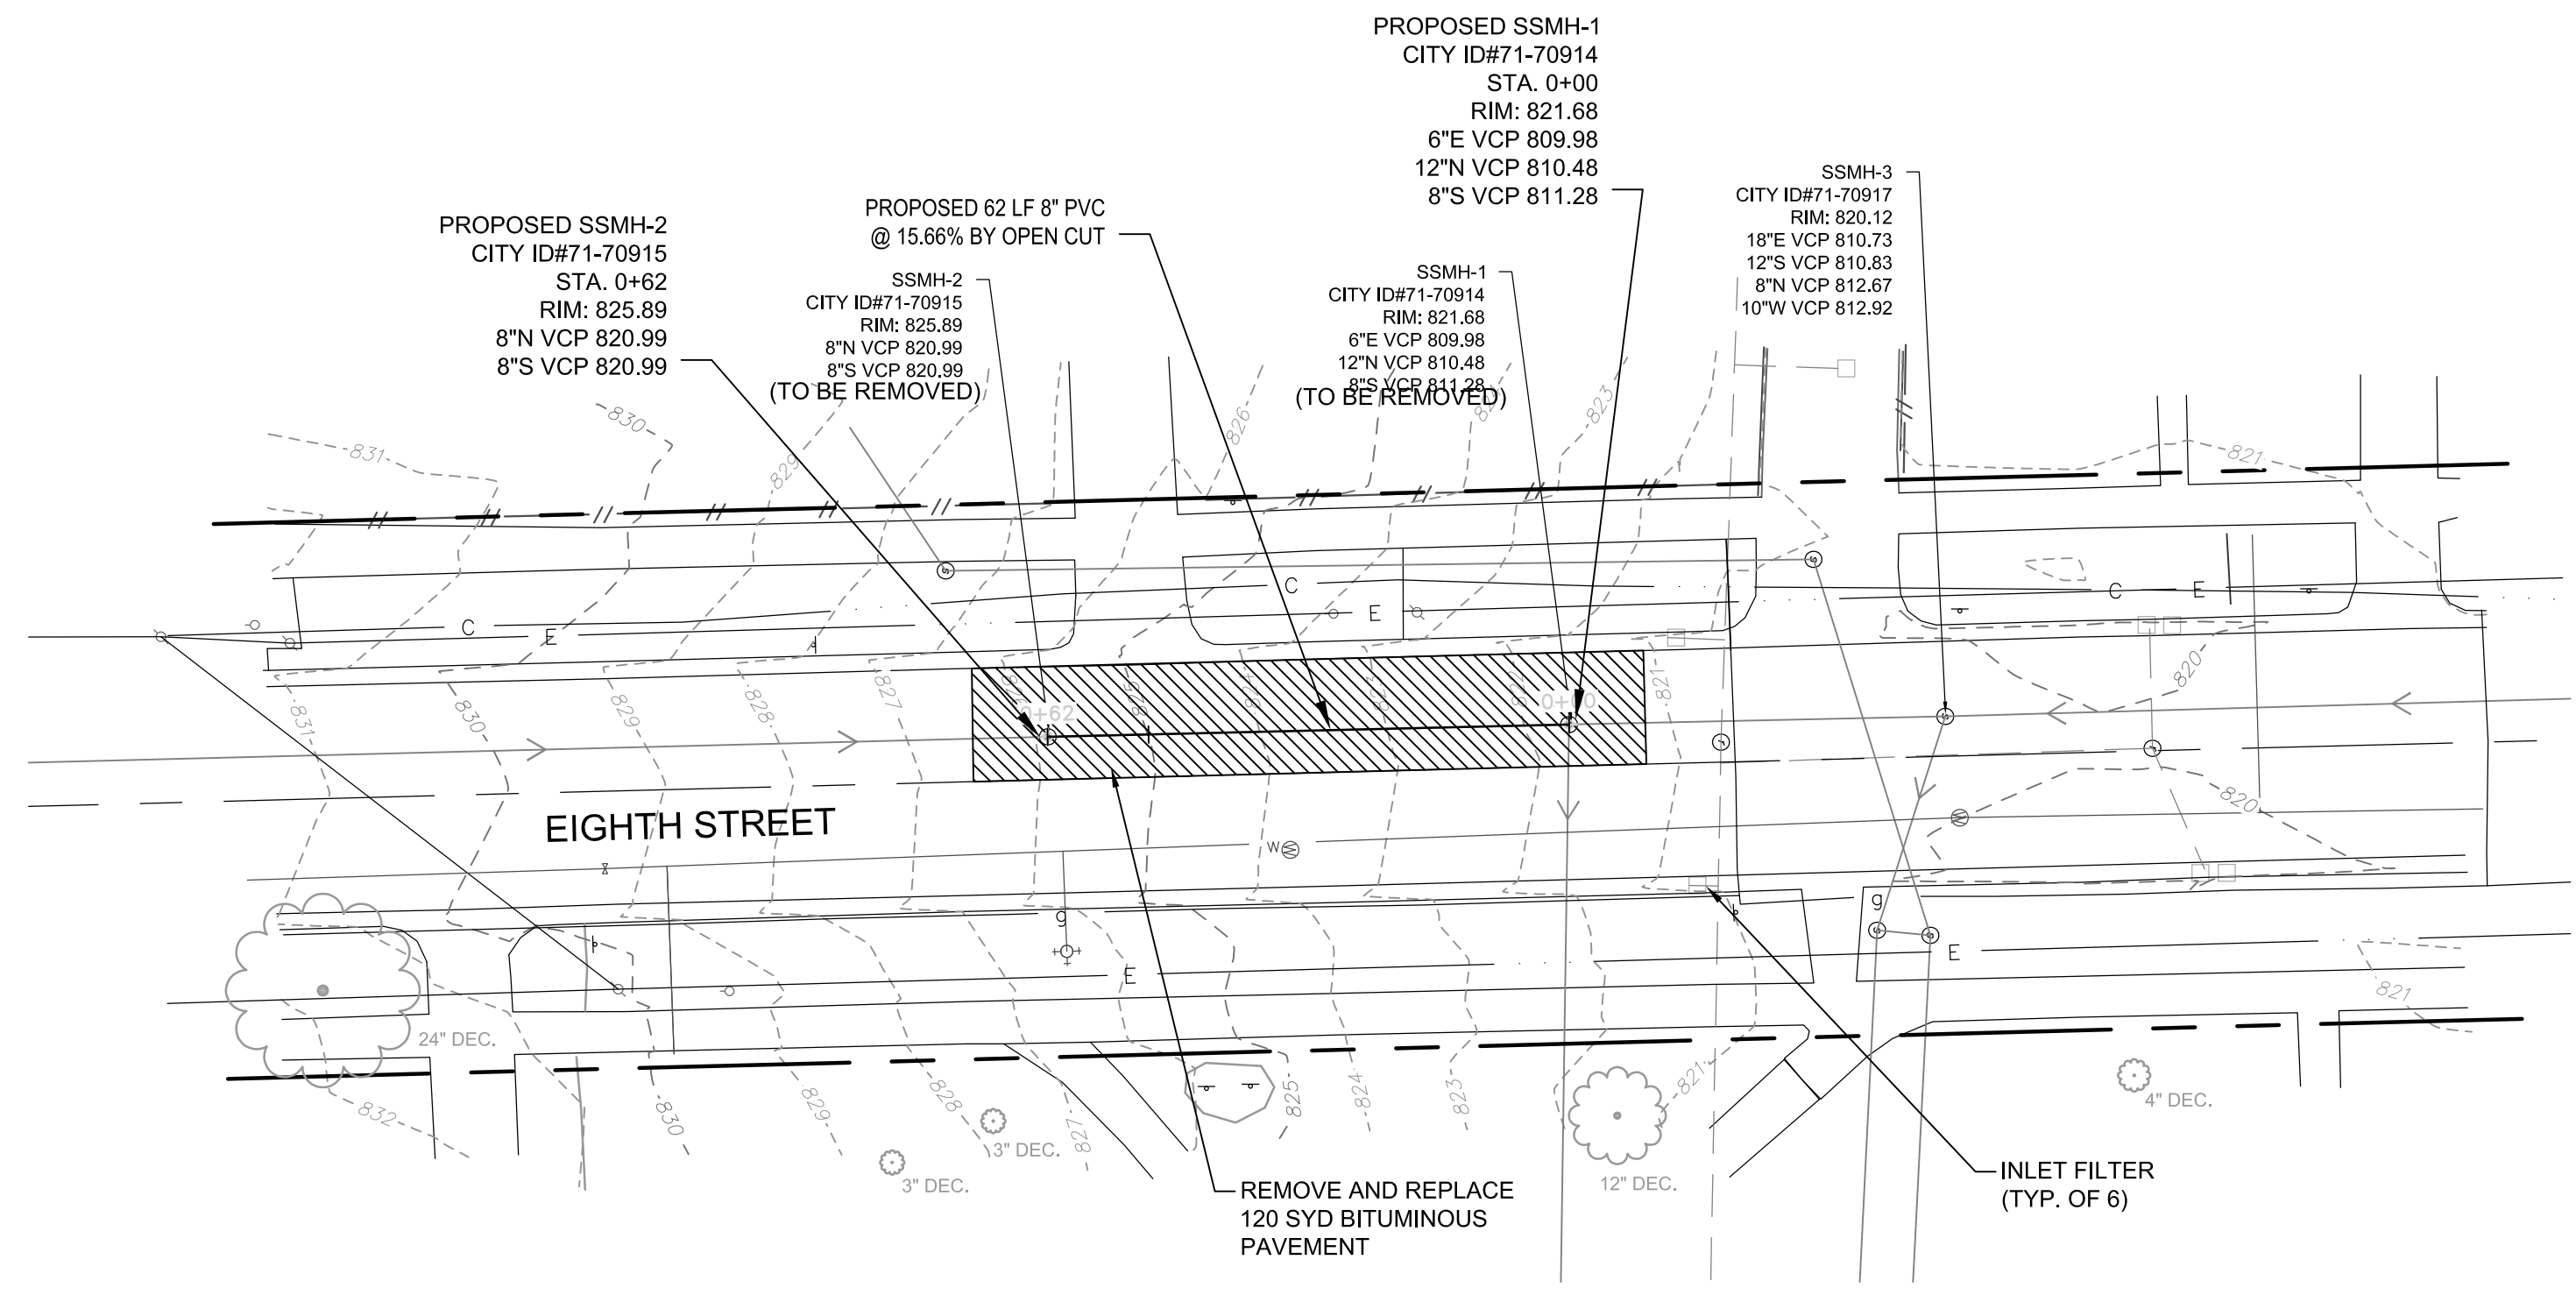 PROPOSED SSMH-1
CITY ID#71-70914
STA. 0+00
RIM: 821.68
6"E VCP 809.98
12"N VCP 810.48
8"S VCP 811.28
SSMH-3
CITY ID#71-70917
RIM: 820.12
18"E VCP 810.73
12"S VCP 810.83
8"N VCP 812.67
10"W VCP 812.92
PROPOSED 62 LF 8" PVC
@ 15.66% BY OPEN CUT
PROPOSED SSMH-2
CITY ID#71-70915
STA. 0+62
RIM: 825.89
8"N VCP 820.99
8"S VCP 820.99
SSMH-2
CITY ID#71-70915
RIM: 825.89
8"N VCP 820.99
8"S VCP 820.99
(TO BE REMOVED)
SSMH-1
CITY ID#71-70914
RIM: 821.68
6"E VCP 809.98
12"N VCP 810.48
8"S VCP 811.28
(TO BE REMOVED)
831
830
829
826
823
821
C
E
C
E
C
E
831
830
829
828
827
825
824
823
822
821
820
0+62
0+00
EIGHTH STREET
W
820
g
g
E
E
821
24" DEC.
832
830
829
828
827
825
824
823
821
3" DEC.
3" DEC.
12" DEC.
4" DEC.
REMOVE AND REPLACE
120 SYD BITUMINOUS
PAVEMENT
INLET FILTER
(TYP. OF 6)